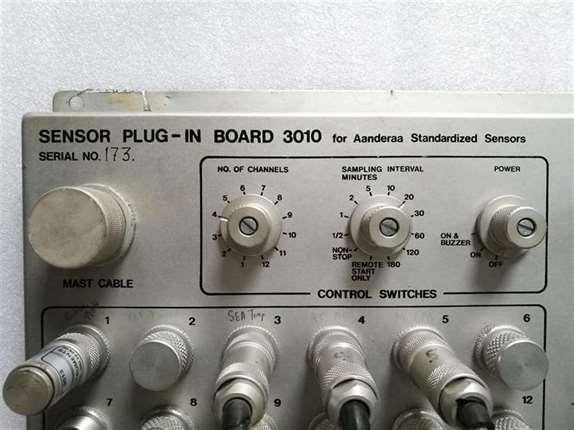 SENSOR PLUG-IN BOARD 3010 for Aanderaa Standardized Sensors
SERIAL NO. 173.
NO. OF CHANNELS
SAMPLING INTERVAL
MINUTES
POWER
6 7
5 8
4 9
3 10
2 11
1 12
5 10
2 20
1 30
1/2 60
NON-
STOP
120
REMOTE
START
ONLY
180
ON &
BUZZER
ON
OFF
MAST CABLE
CONTROL SWITCHES
1 2 3 4 5 6
SEA Temp
7 8 9 12